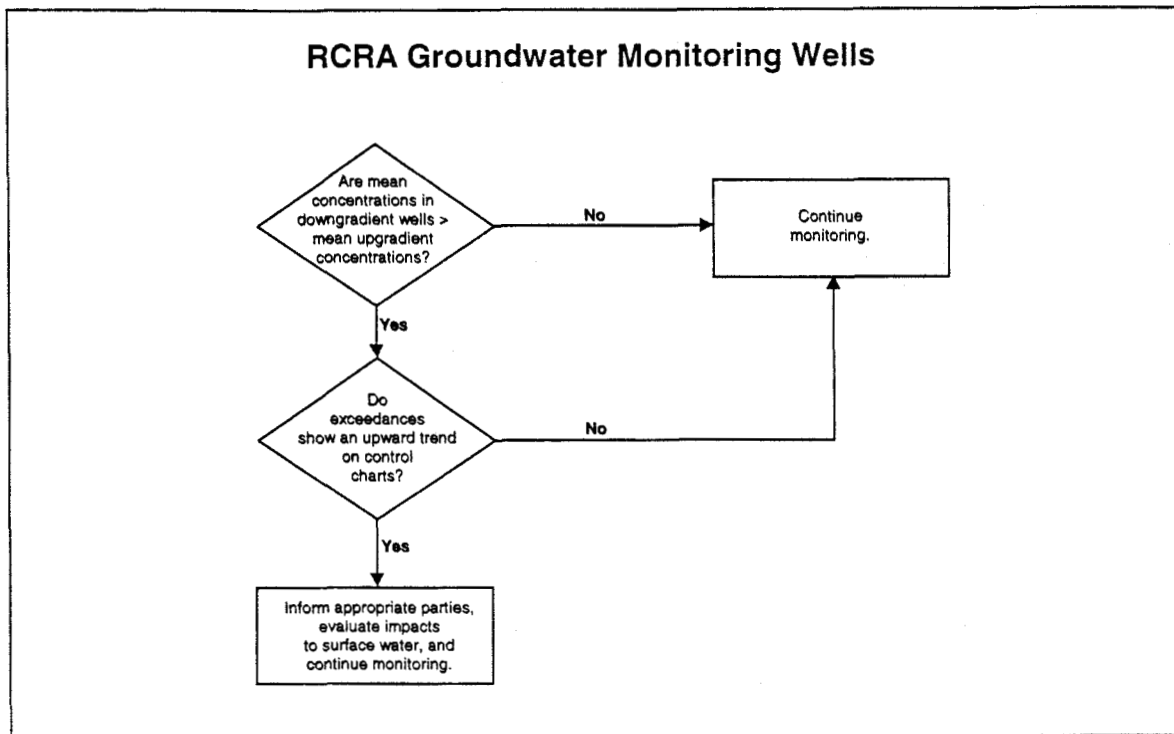 RCRA Groundwater Monitoring Wells
Are mean
concentrations in
downgradient wells >
mean upgradient
concentrations?
No
Continue
monitoring.
Yes
Do
exceedances
show an upward trend
on control
charts?
No
Yes
Inform appropriate parties,
evaluate impacts
to surface water, and
continue monitoring.